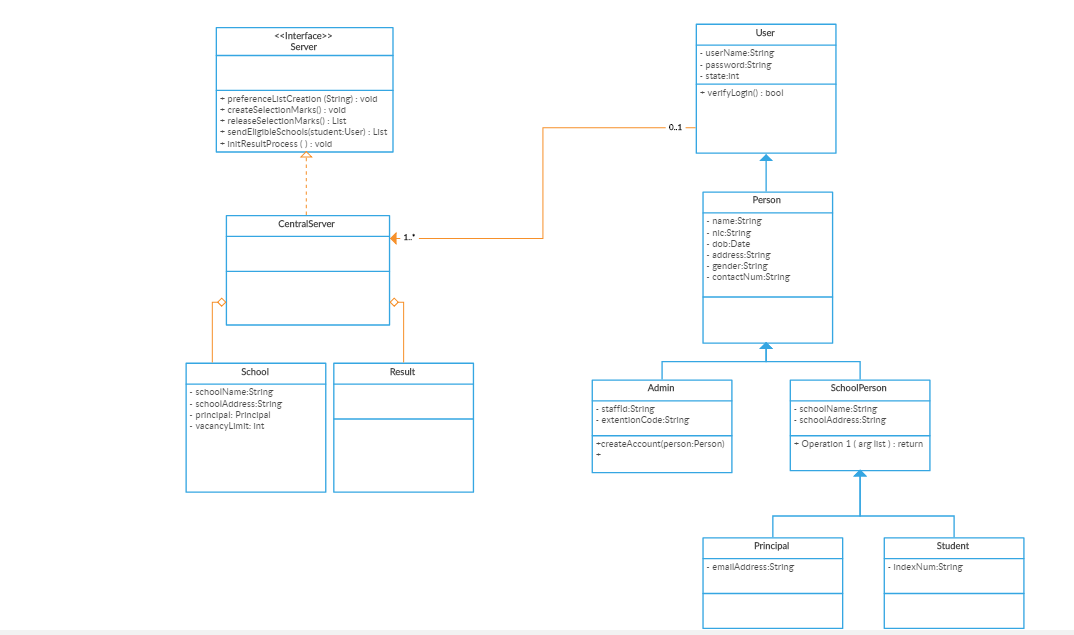 <<Interface>>
Server
+ preferenceListCreation (String) : void
+ createSelectionMarks() : void
+ releaseSelectionMarks() : List
+ sendEligibleSchools(student:User) : List
+ initResultProcess ( ) : void
User
- userName:String
- password:String
- state:int
+ verifyLogin() : bool
0..1
1..*
CentralServer
Person
- name:String
- nic:String
- dob:Date
- address:String
- gender:String
- contactNum:String
School
- schoolName:String
- schoolAddress:String
- principal: Principal
- vacancyLimit: int
Result
Admin
- staffId:String
- extentionCode:String
+createAccount(person:Person)
+
SchoolPerson
- schoolName:String
- schoolAddress:String
+ Operation 1 ( arg list ) : return
Principal
- emailAddress:String
Student
- indexNum:String